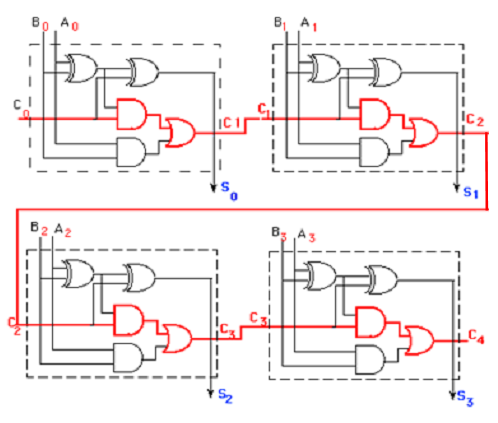 B0 A0 B1 A1
C0 C1 C1 C2
S0 S1
B2 A2 B3 A3
C2 C3 C3 C4
S2 S3